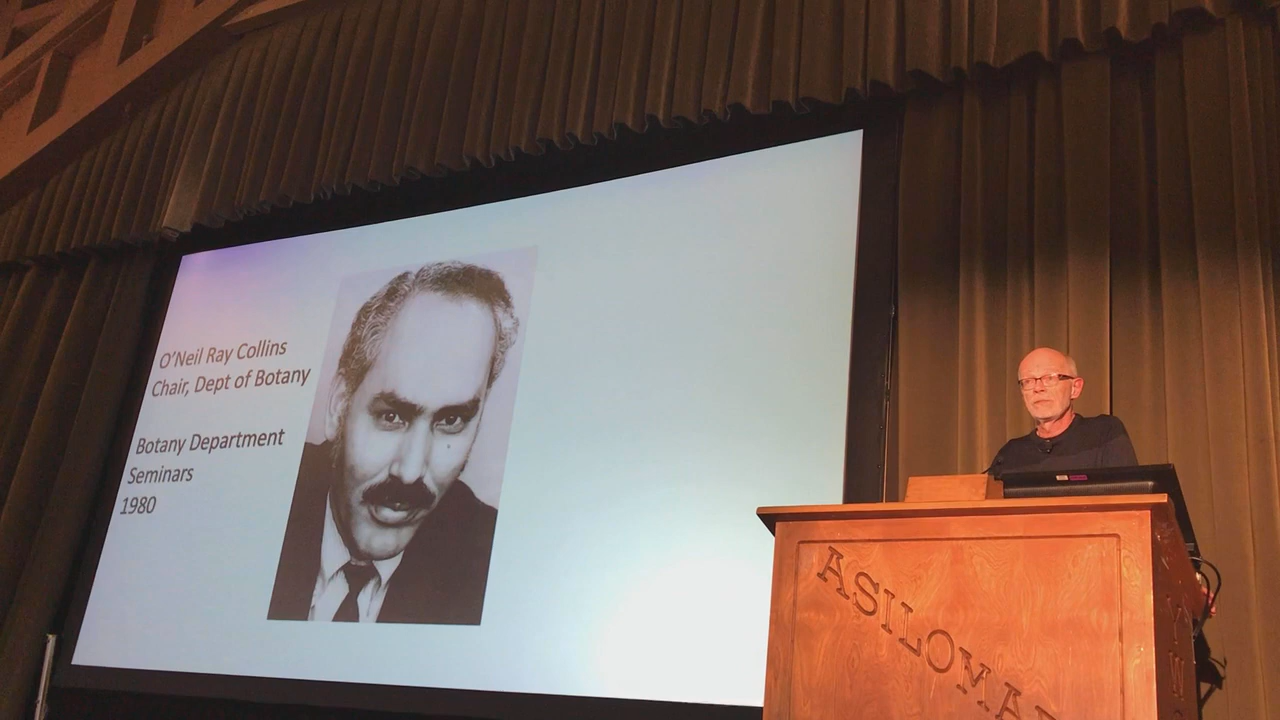 O'Neil Ray Collins
Chair, Dept of Botany
Botany Department
Seminars
1980
ASILOMAR